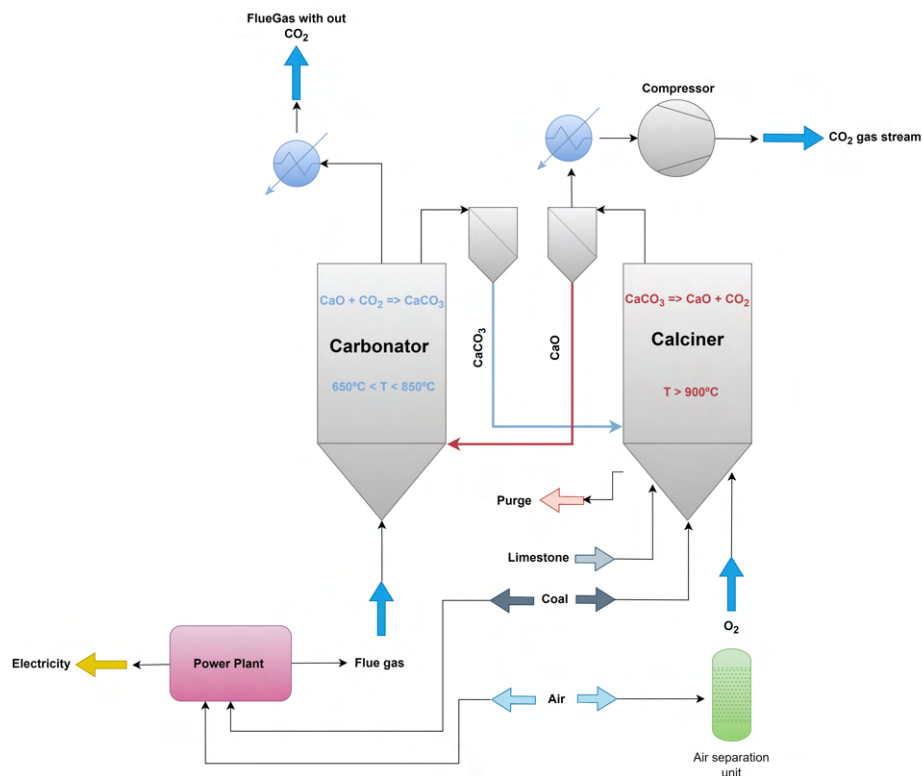 FlueGas with out
CO₂
Compressor
CO₂ gas stream
CaO + CO₂ => CaCO₃
Carbonator
650ºC < T < 850ºC
CaCO₃
CaO
CaCO₃ => CaO + CO₂
Calciner
T > 900ºC
Purge
Limestone
Coal
O₂
Electricity
Power Plant
Flue gas
Air
Air separation
unit